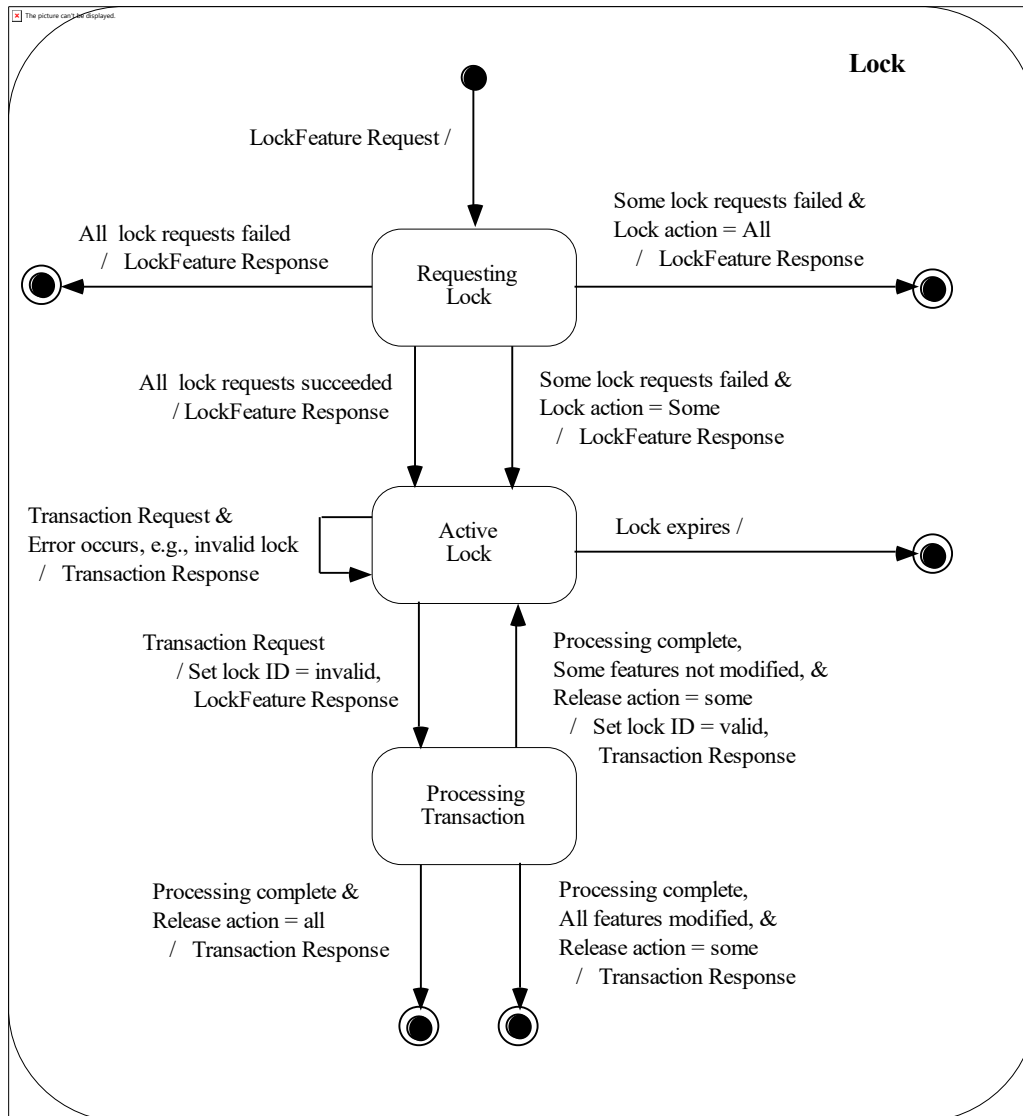 The picture can't be displayed.
Lock
LockFeature Request /
Some lock requests failed &
Lock action = All
/ LockFeature Response
All lock requests failed
/ LockFeature Response
Requesting
Lock
All lock requests succeeded
/ LockFeature Response
Some lock requests failed &
Lock action = Some
/ LockFeature Response
Transaction Request &
Error occurs, e.g., invalid lock
/ Transaction Response
Active
Lock
Lock expires /
Transaction Request
/ Set lock ID = invalid,
LockFeature Response
Processing complete,
Some features not modified, &
Release action = some
/ Set lock ID = valid,
Transaction Response
Processing
Transaction
Processing complete &
Release action = all
/ Transaction Response
Processing complete,
All features modified, &
Release action = some
/ Transaction Response